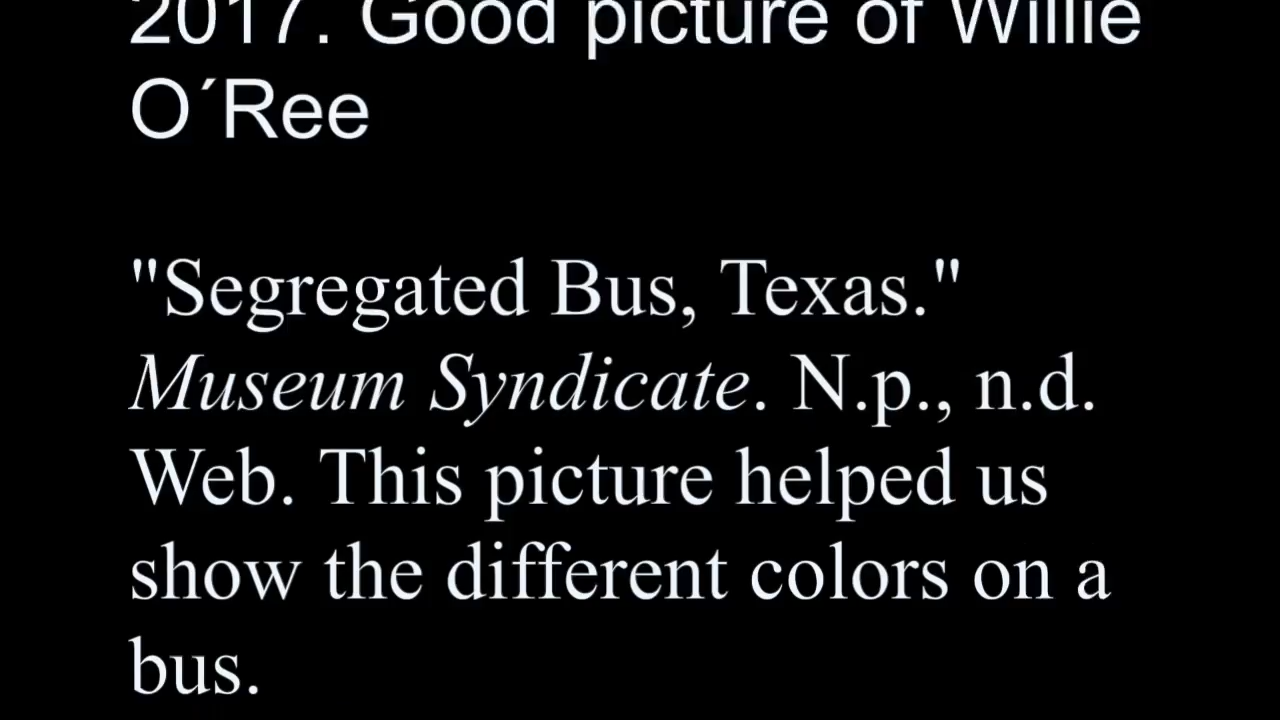 2017. Good picture of Willie
O´Ree
"Segregated Bus, Texas."
Museum Syndicate. N.p., n.d.
Web. This picture helped us
show the different colors on a
bus.